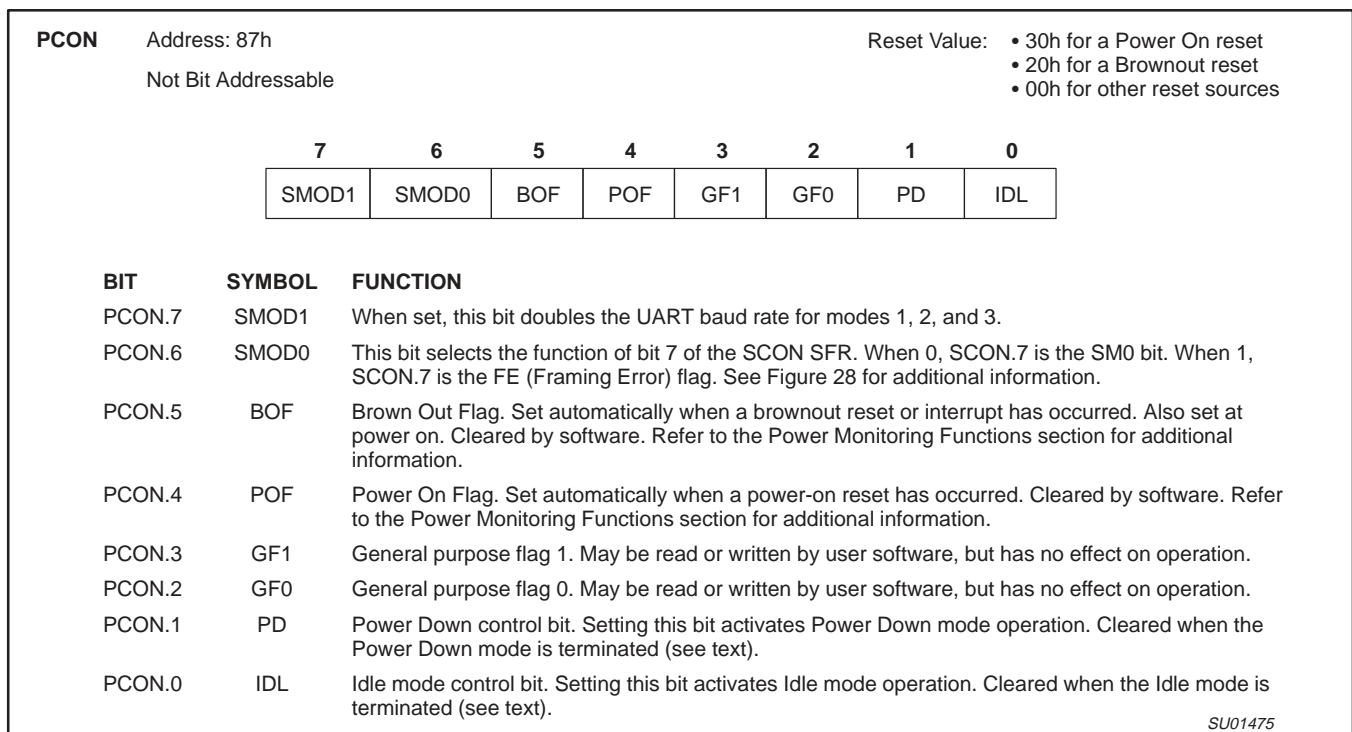 PCON Address: 87h Reset Value: • 30h for a Power On reset
Not Bit Addressable • 20h for a Brownout reset
• 00h for other reset sources
7 6 5 4 3 2 1 0
SMOD1 SMOD0 BOF POF GF1 GF0 PD IDL
BIT SYMBOL FUNCTION
PCON.7 SMOD1 When set, this bit doubles the UART baud rate for modes 1, 2, and 3.
PCON.6 SMOD0 This bit selects the function of bit 7 of the SCON SFR. When 0, SCON.7 is the SM0 bit. When 1,
SCON.7 is the FE (Framing Error) flag. See Figure 28 for additional information.
PCON.5 BOF Brown Out Flag. Set automatically when a brownout reset or interrupt has occurred. Also set at
power on. Cleared by software. Refer to the Power Monitoring Functions section for additional
information.
PCON.4 POF Power On Flag. Set automatically when a power-on reset has occurred. Cleared by software. Refer
to the Power Monitoring Functions section for additional information.
PCON.3 GF1 General purpose flag 1. May be read or written by user software, but has no effect on operation.
PCON.2 GF0 General purpose flag 0. May be read or written by user software, but has no effect on operation.
PCON.1 PD Power Down control bit. Setting this bit activates Power Down mode operation. Cleared when the
Power Down mode is terminated (see text).
PCON.0 IDL Idle mode control bit. Setting this bit activates Idle mode operation. Cleared when the Idle mode is
terminated (see text).
SU01475